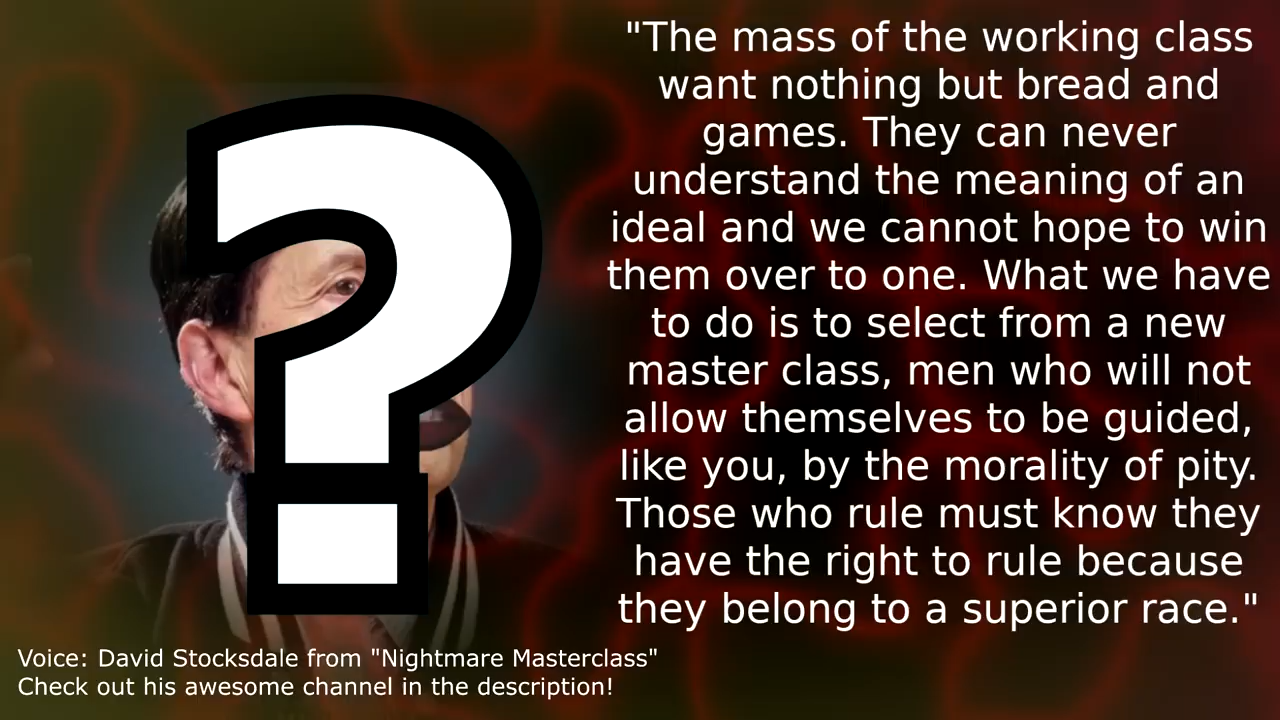 "The mass of the working class
want nothing but bread and
games. They can never
understand the meaning of an
ideal and we cannot hope to win
them over to one. What we have
to do is to select from a new
master class, men who will not
allow themselves to be guided,
like you, by the morality of pity.
Those who rule must know they
have the right to rule because
they belong to a superior race."
?
Voice: David Stocksdale from "Nightmare Masterclass"
Check out his awesome channel in the description!